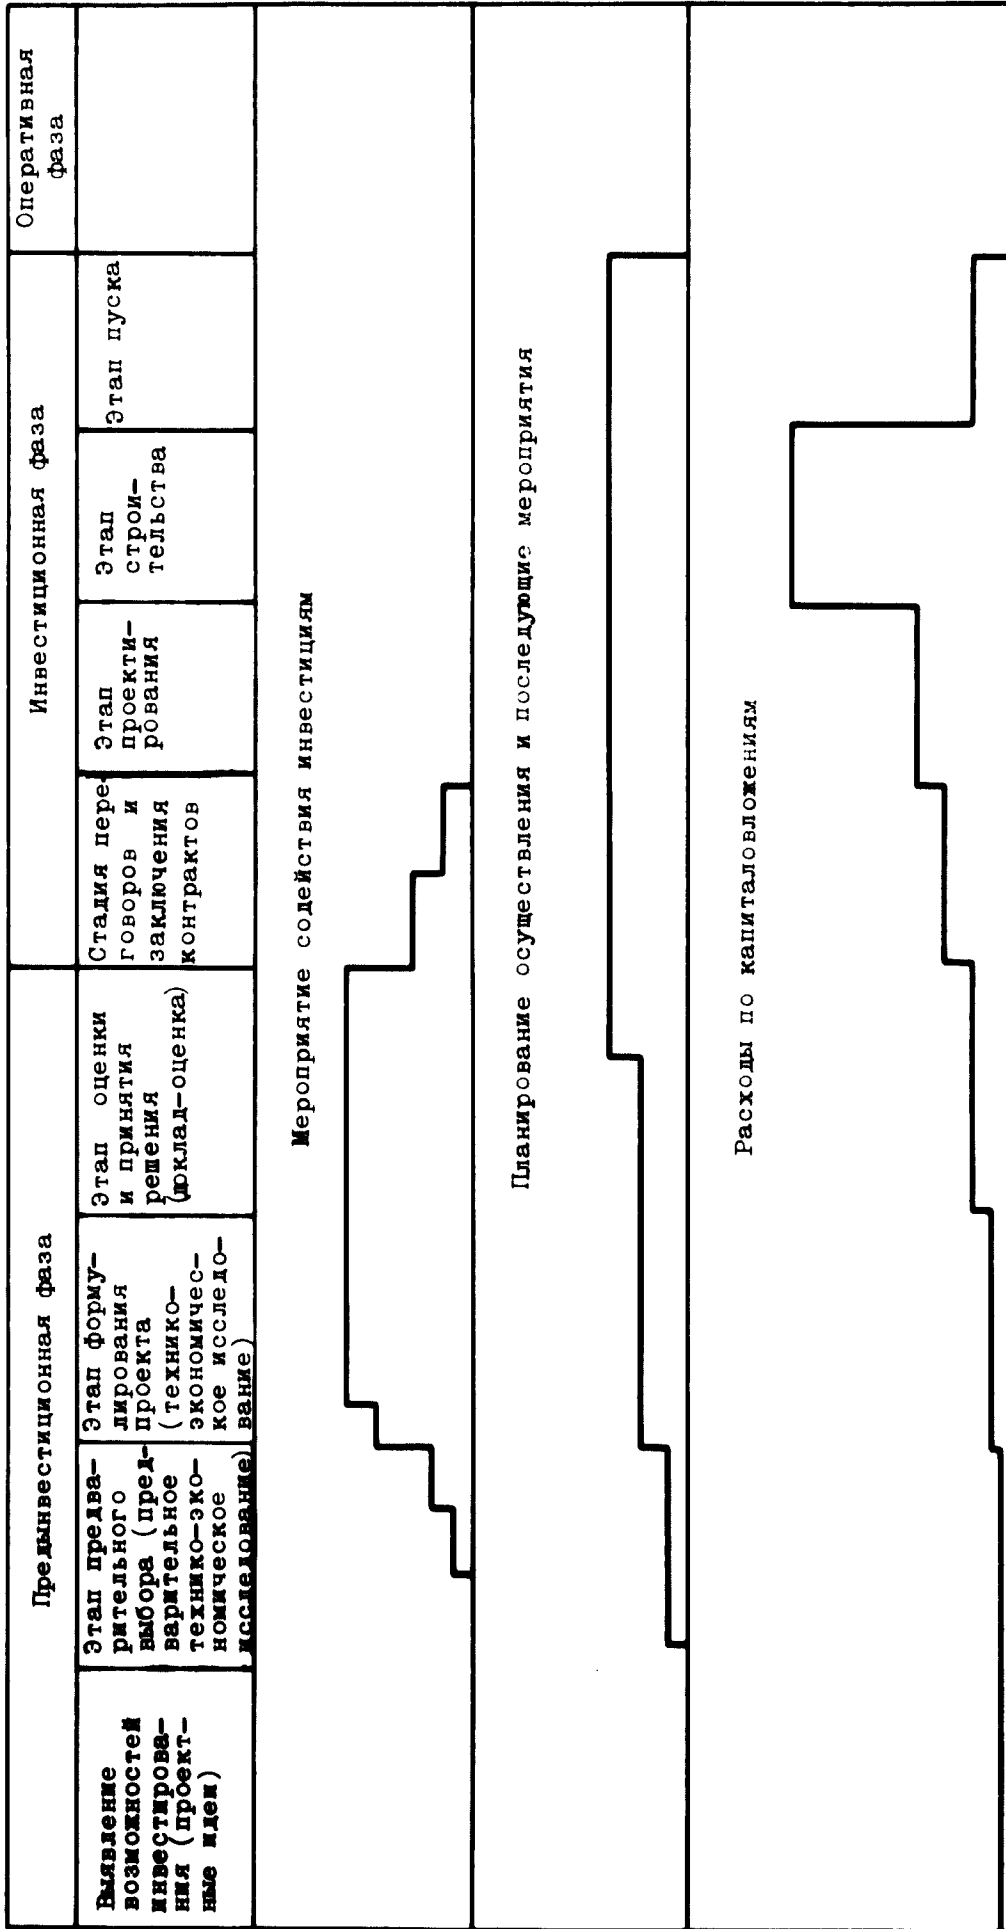 Предынвестиционная фаза
Инвестиционная фаза
Оперативная
фаза
Выявление
возможностей
инвестирова-
ния (проект-
ные идеи)
Этап предва-
рительного
выбора (пред-
варительное
технико-эко-
номическое
исследование)
Этап форму-
лирования
проекта
(технико-
экономичес-
кое исследо-
вание)
Этап оценки
и принятия
решения
(доклад-оценка)
Стадия пере-
говоров и
заключения
контрактов
Этап
проекти-
рования
Этап
строи-
тельства
Этап пуска
Мероприятие содействия инвестициям
Планирование осуществления и последующие мероприятия
Расходы по капиталовложениям